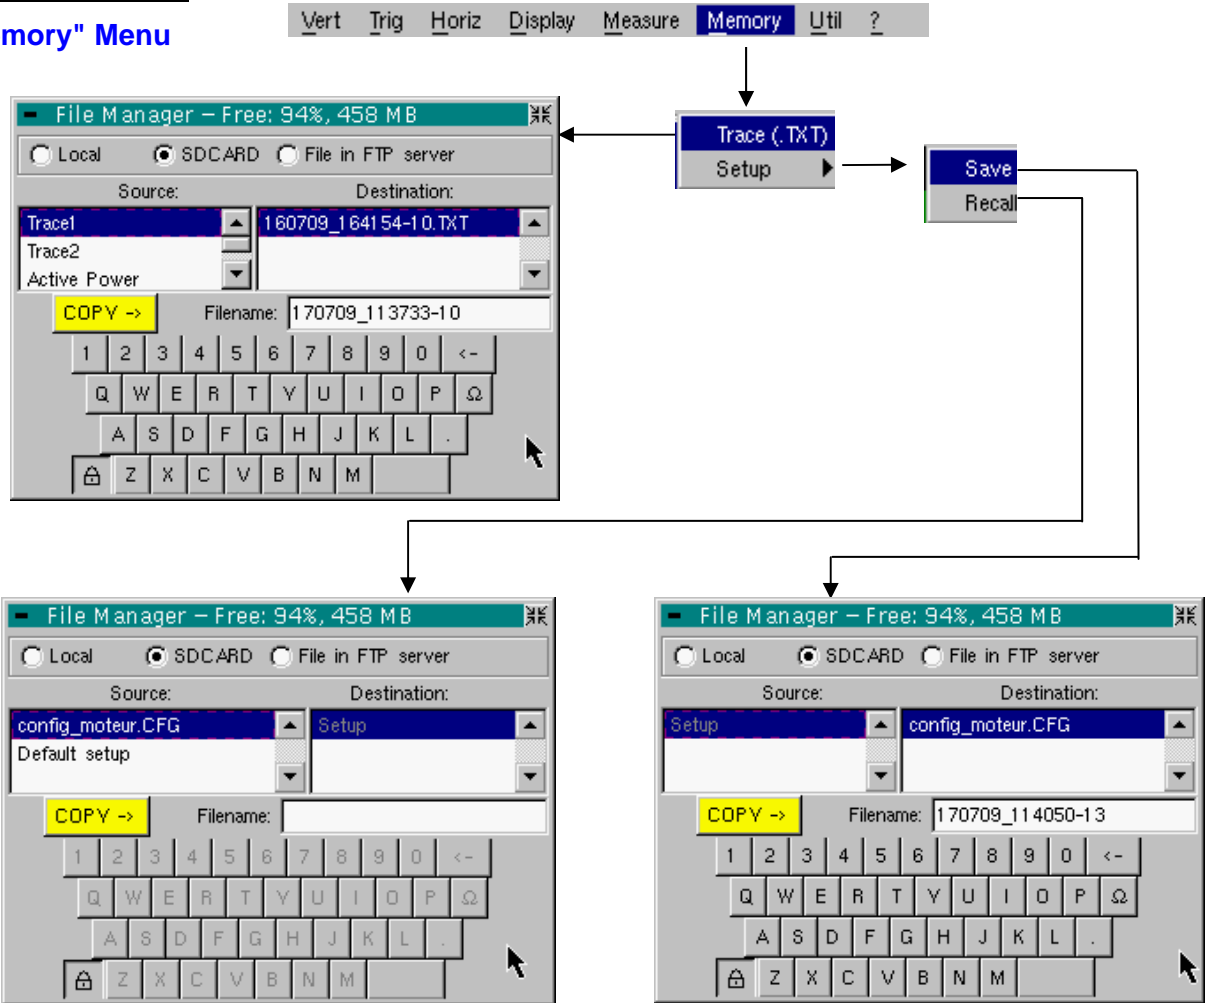 mory" Menu
Vert Trig Horiz Display Measure Memory Util ?
File Manager – Free: 94%, 458 MB
Local SDCARD File in FTP server
Source: Destination:
Trace1 160709_164154-10.TXT
Trace2
Active Power
COPY -> Filename: 170709_113733-10
1 2 3 4 5 6 7 8 9 0 <-
Q W E R T Y U I O P Ω
A S D F G H J K L .
Z X C V B N M
Trace (.TXT)
Setup
Save
Recall
File Manager – Free: 94%, 458 MB
Local SDCARD File in FTP server
Source: Destination:
config_moteur.CFG Setup
Default setup
COPY -> Filename:
1 2 3 4 5 6 7 8 9 0 <-
Q W E R T Y U I O P Ω
A S D F G H J K L .
Z X C V B N M
File Manager – Free: 94%, 458 MB
Local SDCARD File in FTP server
Source: Destination:
Setup config_moteur.CFG
COPY -> Filename: 170709_114050-13
1 2 3 4 5 6 7 8 9 0 <-
Q W E R T Y U I O P Ω
A S D F G H J K L .
Z X C V B N M